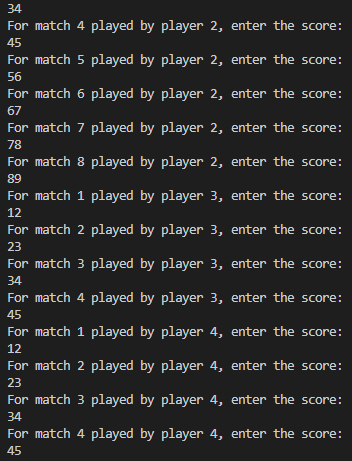 34
For match 4 played by player 2, enter the score:
45
For match 5 played by player 2, enter the score:
56
For match 6 played by player 2, enter the score:
67
For match 7 played by player 2, enter the score:
78
For match 8 played by player 2, enter the score:
89
For match 1 played by player 3, enter the score:
12
For match 2 played by player 3, enter the score:
23
For match 3 played by player 3, enter the score:
34
For match 4 played by player 3, enter the score:
45
For match 1 played by player 4, enter the score:
12
For match 2 played by player 4, enter the score:
23
For match 3 played by player 4, enter the score:
34
For match 4 played by player 4, enter the score:
45